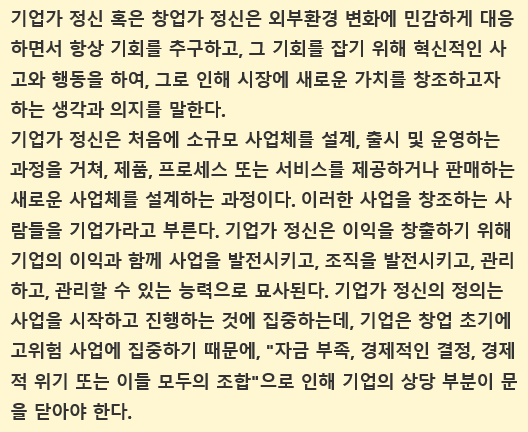 기업가 정신 혹은 창업가 정신은 외부환경 변화에 민감하게 대응
하면서 항상 기회를 추구하고, 그 기회를 잡기 위해 혁신적인 사
고와 행동을 하여, 그로 인해 시장에 새로운 가치를 창조하고자
하는 생각과 의지를 말한다.
기업가 정신은 처음에 소규모 사업체를 설계, 출시 및 운영하는
과정을 거쳐, 제품, 프로세스 또는 서비스를 제공하거나 판매하는
새로운 사업체를 설계하는 과정이다. 이러한 사업을 창조하는 사
람들을 기업가라고 부른다. 기업가 정신은 이익을 창출하기 위해
기업의 이익과 함께 사업을 발전시키고, 조직을 발전시키고, 관리
하고, 관리할 수 있는 능력으로 묘사된다. 기업가 정신의 정의는
사업을 시작하고 진행하는 것에 집중하는데, 기업은 창업 초기에
고위험 사업에 집중하기 때문에, "자금 부족, 경제적인 결정, 경제
적 위기 또는 이들 모두의 조합"으로 인해 기업의 상당 부분이 문
을 닫아야 한다.